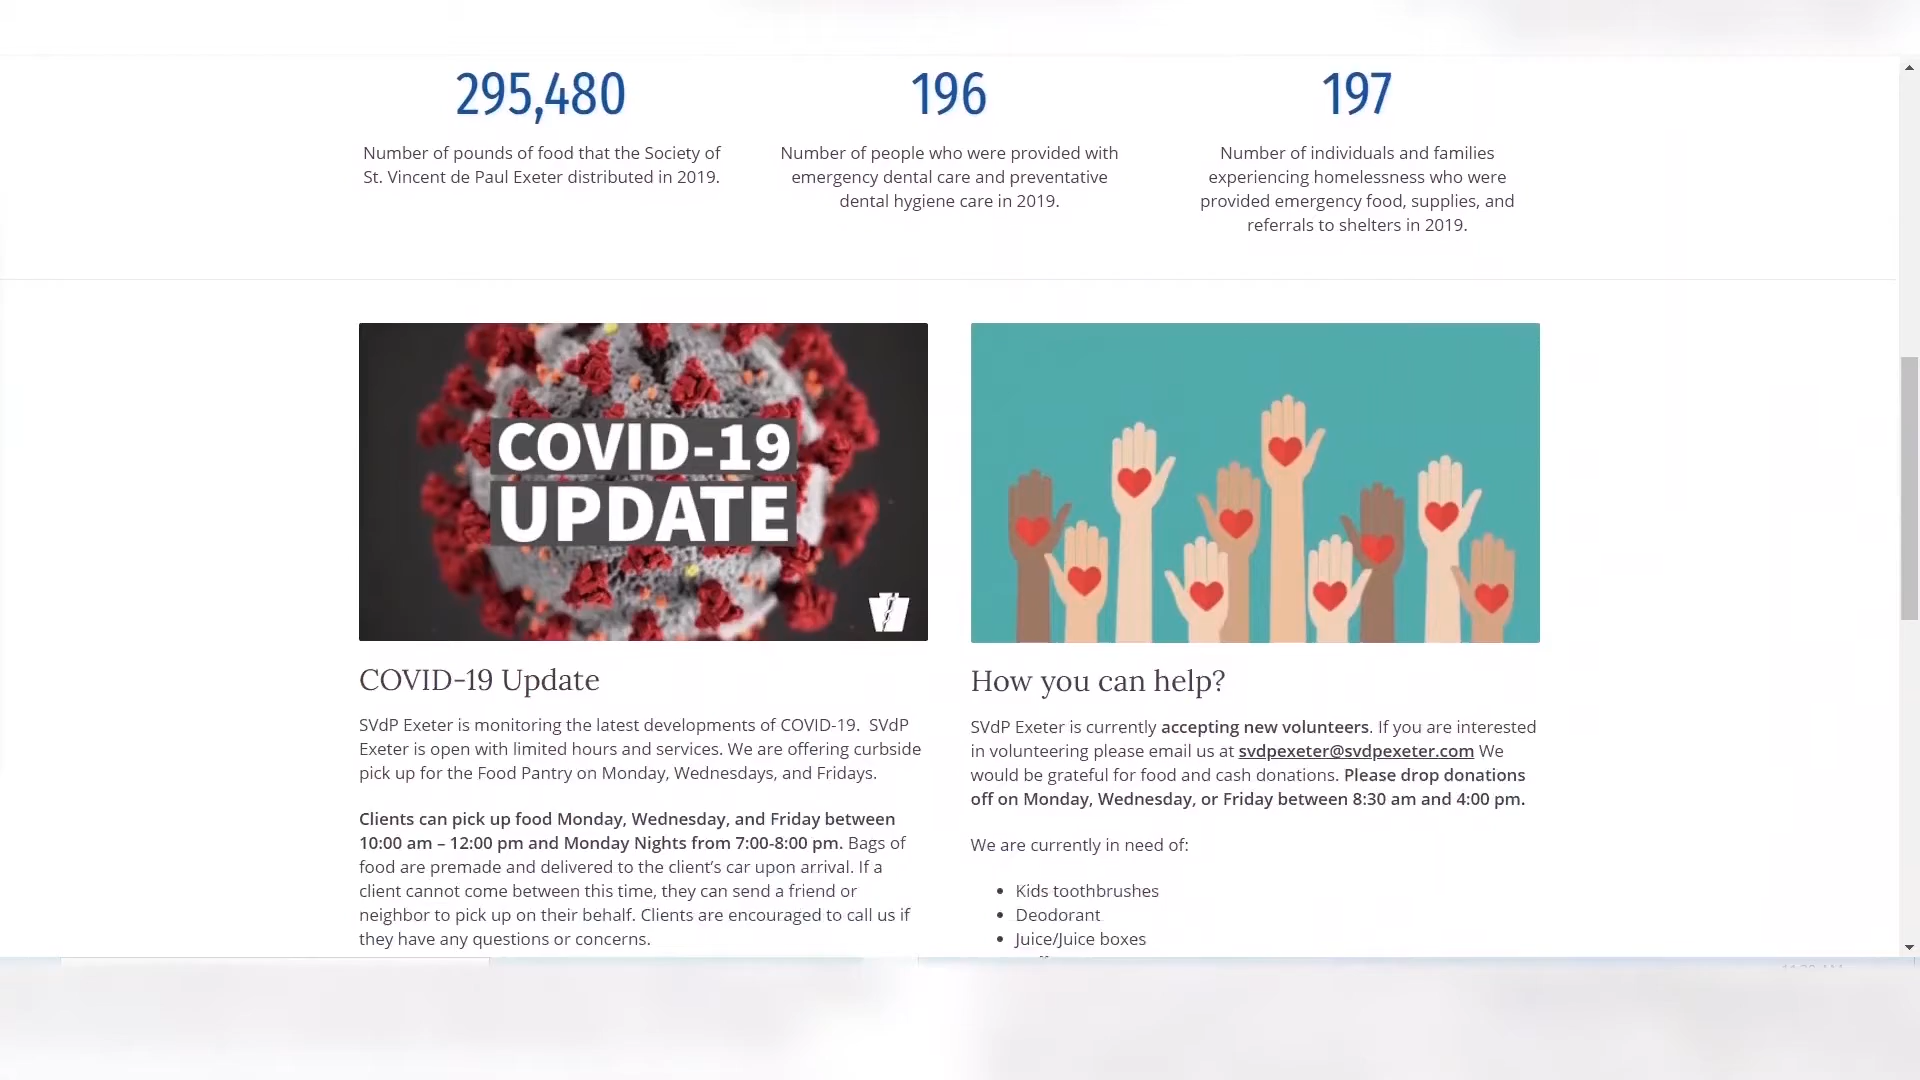 295,480
Number of pounds of food that the Society of
St. Vincent de Paul Exeter distributed in 2019.
196
Number of people who were provided with
emergency dental care and preventative
dental hygiene care in 2019.
197
Number of individuals and families
experiencing homelessness who were
provided emergency food, supplies, and
referrals to shelters in 2019.
COVID-19
UPDATE
COVID-19 Update
SVdP Exeter is monitoring the latest developments of COVID-19.  SVdP
Exeter is open with limited hours and services. We are offering curbside
pick up for the Food Pantry on Monday, Wednesdays, and Fridays.
Clients can pick up food Monday, Wednesday, and Friday between
10:00 am – 12:00 pm and Monday Nights from 7:00-8:00 pm. Bags of
food are premade and delivered to the client’s car upon arrival. If a
client cannot come between this time, they can send a friend or
neighbor to pick up on their behalf. Clients are encouraged to call us if
they have any questions or concerns.
How you can help?
SVdP Exeter is currently accepting new volunteers. If you are interested
in volunteering please email us at svdpexeter@svdpexeter.com We
would be grateful for food and cash donations. Please drop donations
off on Monday, Wednesday, or Friday between 8:30 am and 4:00 pm.
We are currently in need of:
• Kids toothbrushes
• Deodorant
• Juice/Juice boxes